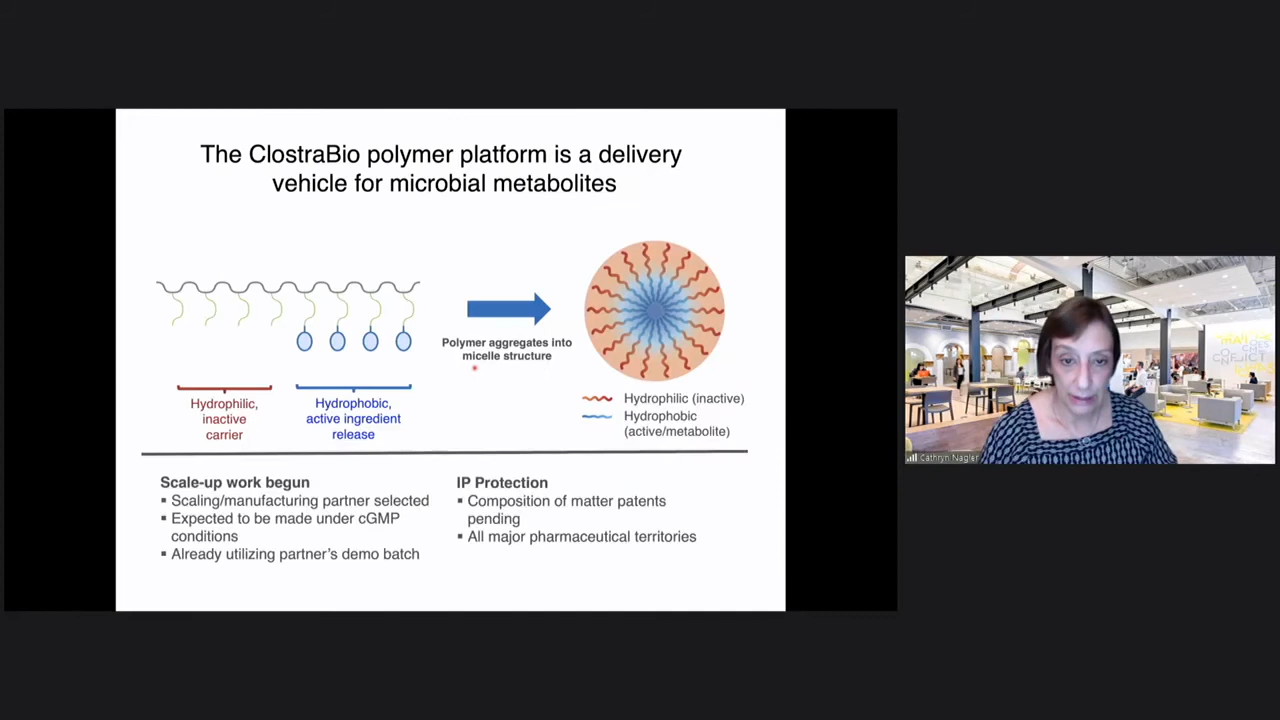 The ClostraBio polymer platform is a delivery
vehicle for microbial metabolites
Polymer aggregates into
micelle structure
Hydrophilic,
inactive
carrier
Hydrophobic,
active ingredient
release
Hydrophilic (inactive)
Hydrophobic
(active/metabolite)
Scale-up work begun
▪ Scaling/manufacturing partner selected
▪ Expected to be made under cGMP
conditions
▪ Already utilizing partner's demo batch
IP Protection
▪ Composition of matter patents
pending
▪ All major pharmaceutical territories
Cathryn Nagler